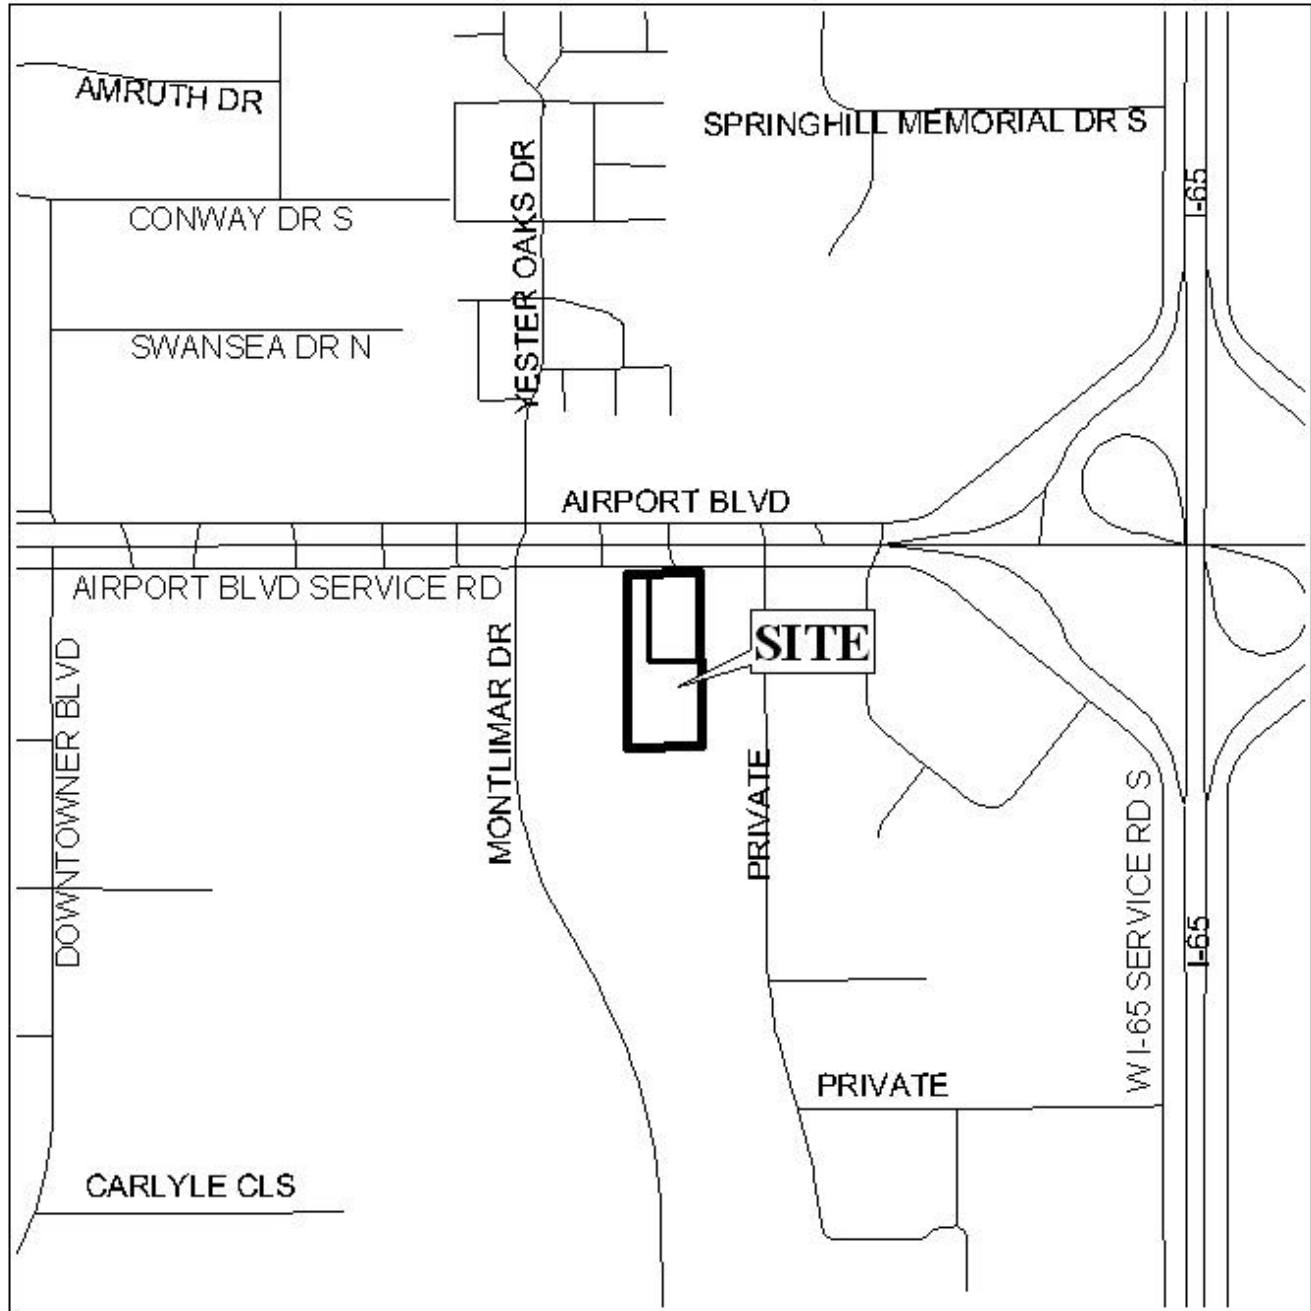 AMRUTH DR
SPRINGHILL MEMORIAL DR S
I-65
YESTER OAKS DR
CONWAY DR S
SWANSEA DR N
AIRPORT BLVD
AIRPORT BLVD SERVICE RD
SITE
MONTLIMAR DR
DOWNTOWNER BLVD
PRIVATE
W I-65 SERVICE RD S
I-65
PRIVATE
CARLYLE CLS